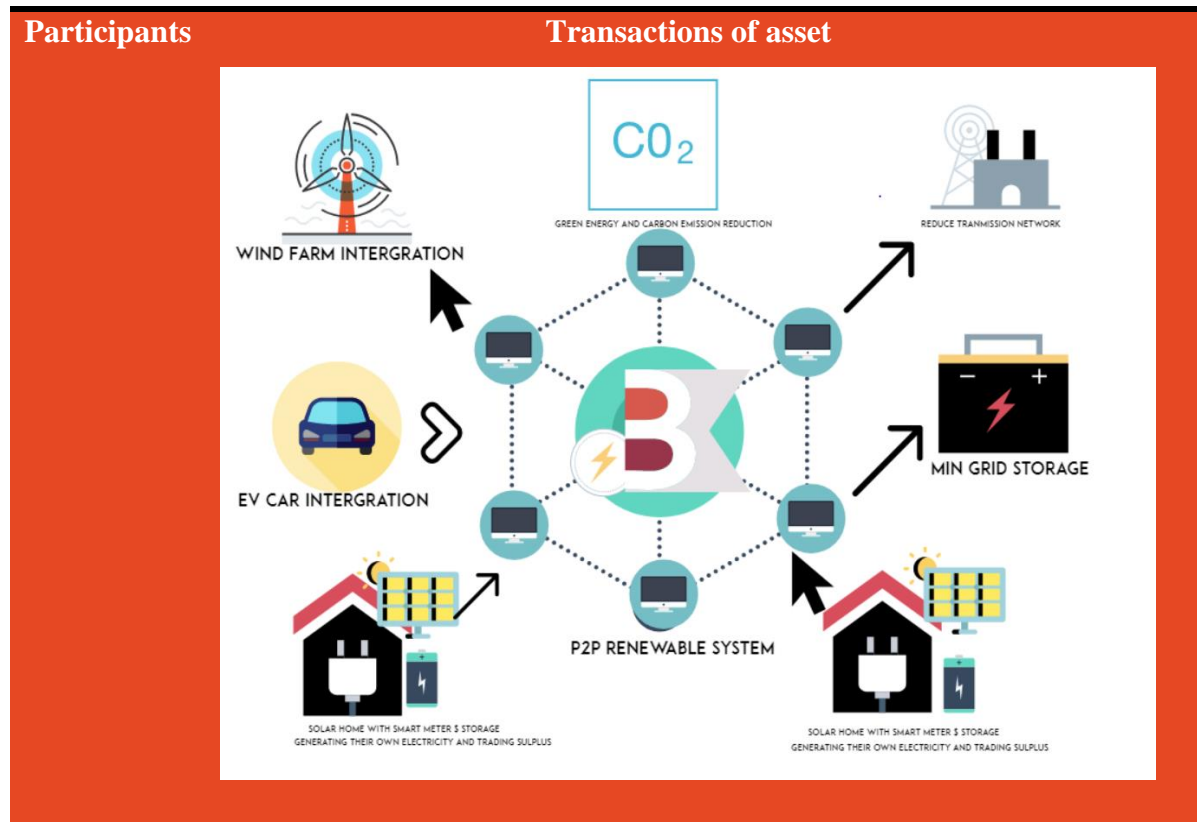 Participants
Transactions of asset
C0₂
GREEN ENERGY AND CARBON EMISSION REDUCTION
REDUCE TRANMISSION NETWORK
WIND FARM INTERGRATION
B
MIN GRID STORAGE
EV CAR INTERGRATION
P2P RENEWABLE SYSTEM
SOLAR HOME WITH SMART METER $ STORAGE
GENERATING THEIR OWN ELECTRICITY AND TRADING SULPLUS
SOLAR HOME WITH SMART METER $ STORAGE
GENERATING THEIR OWN ELECTRICITY AND TRADING SULPLUS